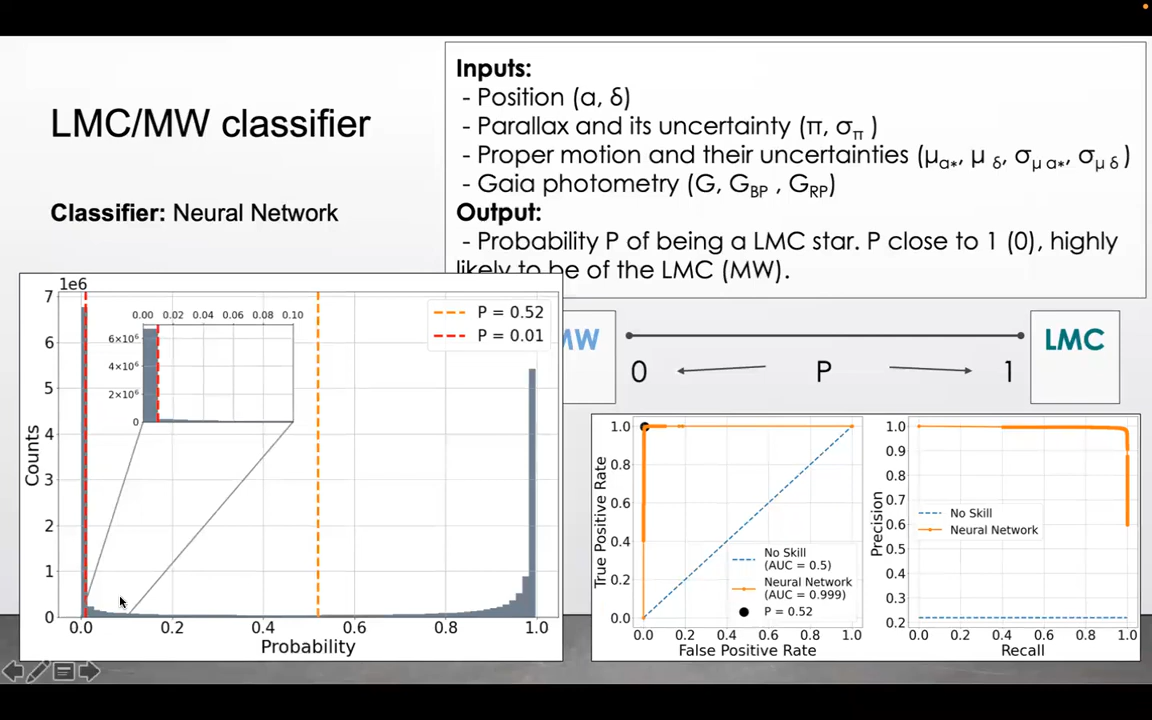 LMC/MW classifier
Classifier: Neural Network
Inputs:
- Position (α, δ)
- Parallax and its uncertainty (π, σπ )
- Proper motion and their uncertainties (μα*, μ δ, σμ α*, σμ δ )
- Gaia photometry (G, GBP , GRP)
Output:
- Probability P of being a LMC star. P close to 1 (0), highly
likely to be of the LMC (MW).
1e6
7
6
5
4
3
2
1
0
Counts
0.0 0.2 0.4 0.6 0.8 1.0
Probability
P = 0.52
P = 0.01
0.00 0.02 0.04 0.06 0.08 0.10
6×10⁶
4×10⁶
2×10⁶
0
MW
LMC
0 P 1
1.0
0.8
0.6
0.4
0.2
0.0
True Positive Rate
No Skill
(AUC = 0.5)
Neural Network
(AUC = 0.999)
P = 0.52
0.0 0.2 0.4 0.6 0.8 1.0
False Positive Rate
1.0
0.9
0.8
0.7
0.6
0.5
0.4
0.3
0.2
Precision
No Skill
Neural Network
0.0 0.2 0.4 0.6 0.8 1.0
Recall